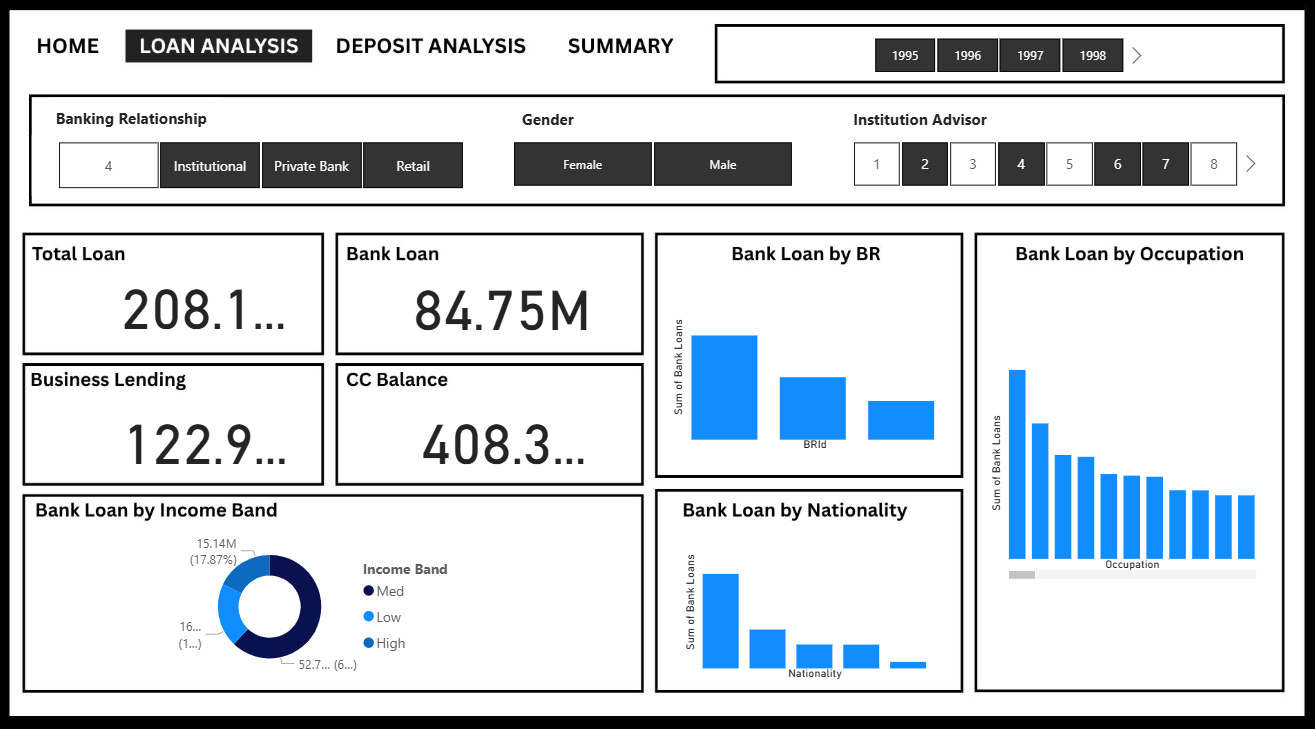 HOME LOAN ANALYSIS DEPOSIT ANALYSIS SUMMARY
1995 1996 1997 1998
Banking Relationship
4 Institutional Private Bank Retail
Gender
Female Male
Institution Advisor
1 2 3 4 5 6 7 8
Total Loan
208.1...
Bank Loan
84.75M
Business Lending
122.9...
CC Balance
408.3...
Bank Loan by BR
Sum of Bank Loans
BRId
Bank Loan by Occupation
Sum of Bank Loans
Occupation
Bank Loan by Income Band
15.14M
(17.87%)
16...
(1...)
52.7... (6...)
Income Band
Med
Low
High
Bank Loan by Nationality
Sum of Bank Loans
Nationality